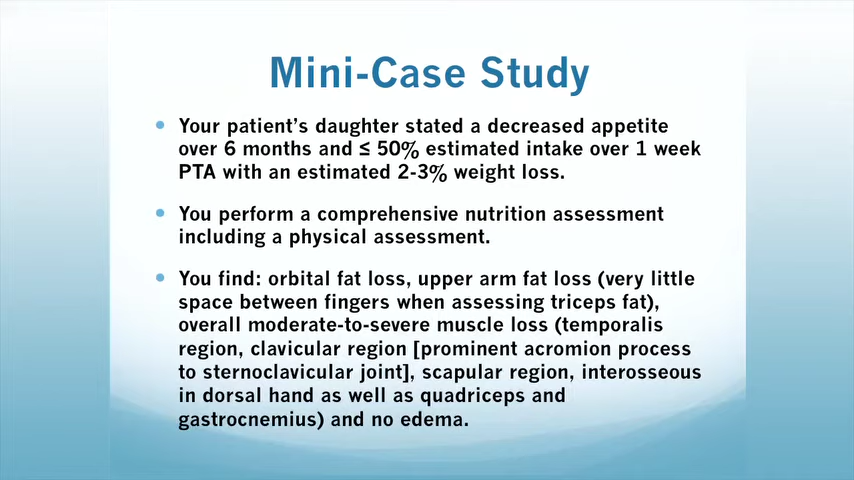 Mini-Case Study
• Your patient’s daughter stated a decreased appetite
over 6 months and ≤ 50% estimated intake over 1 week
PTA with an estimated 2-3% weight loss.
• You perform a comprehensive nutrition assessment
including a physical assessment.
• You find: orbital fat loss, upper arm fat loss (very little
space between fingers when assessing triceps fat),
overall moderate-to-severe muscle loss (temporalis
region, clavicular region [prominent acromion process
to sternoclavicular joint], scapular region, interosseous
in dorsal hand as well as quadriceps and
gastrocnemius) and no edema.